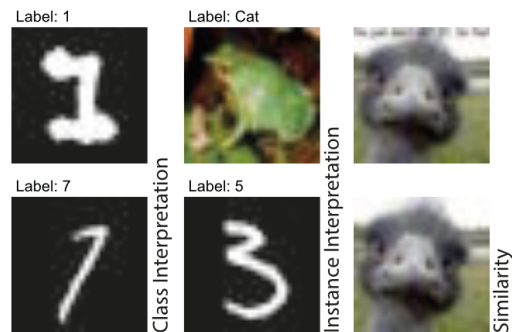 Label: 1
Label: Cat
Label: 7
Label: 5
Class Interpretation
Instance Interpretation
Similarity